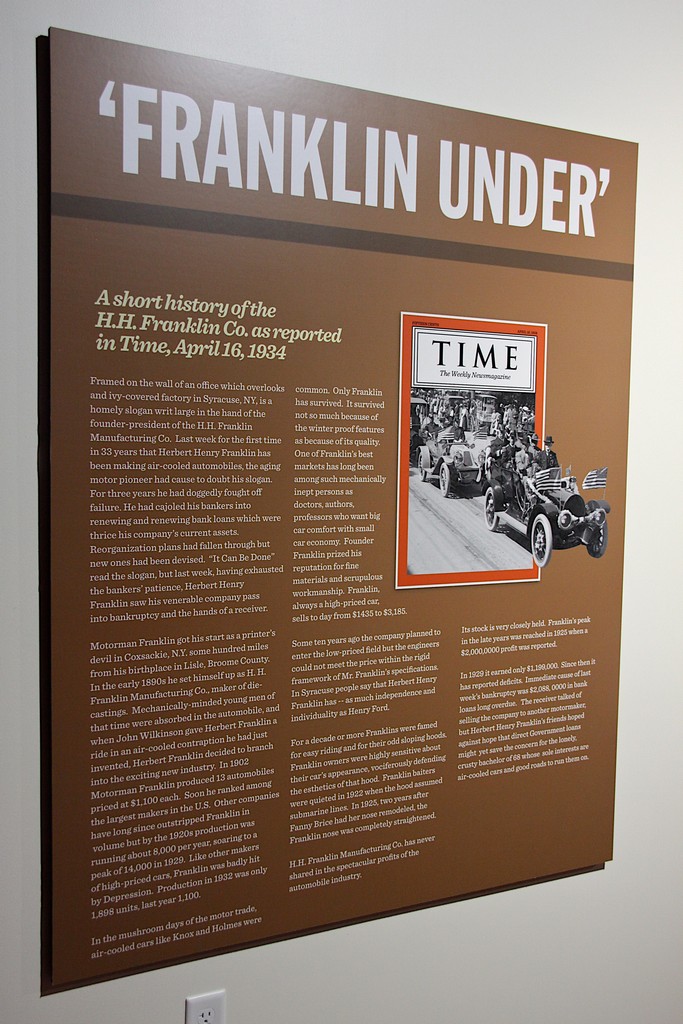 ‘FRANKLIN UNDER’
A short history of the
H.H. Franklin Co. as reported
in Time, April 16, 1934
Framed on the wall of an office which overlooks
and ivy-covered factory in Syracuse, NY, is a
homely slogan writ large in the hand of the
founder-president of the H.H. Franklin
Manufacturing Co. Last week for the first time
in 33 years that Herbert Henry Franklin has
been making air-cooled automobiles, the aging
motor pioneer had cause to doubt his slogan.
For three years he had doggedly fought off
failure. He had cajoled his bankers into
renewing and renewing bank loans which were
thrice his company's current assets.
Reorganization plans had fallen through but
new ones had been devised. “It Can Be Done”
read the slogan, but last week, having exhausted
the bankers' patience, Herbert Henry
Franklin saw his venerable company pass
into bankruptcy and the hands of a receiver.
Motorman Franklin got his start as a printer's
devil in Coxsackie, N.Y. some hundred miles
from his birthplace in Lisle, Broome County.
In the early 1890s he set himself up as H. H.
Franklin Manufacturing Co., maker of die-
castings. Mechanically-minded young men of
that time were absorbed in the automobile, and
when John Wilkinson gave Herbert Franklin a
ride in an air-cooled contraption he had just
invented, Herbert Franklin decided to branch
into the exciting new industry. In 1902
Motorman Franklin produced 13 automobiles
priced at $1,100 each. Soon he ranked among
the largest makers in the U.S. Other companies
have long since outstripped Franklin in
volume but by the 1920s production was
running about 8,000 per year, soaring to a
peak of 14,000 in 1929. Like other makers
of high-priced cars, Franklin was badly hit
by Depression. Production in 1932 was only
1,898 units, last year 1,100.
In the mushroom days of the motor trade,
air-cooled cars like Knox and Holmes were
common. Only Franklin
has survived. It survived
not so much because of
the winter proof features
as because of its quality.
One of Franklin's best
markets has long been
among such mechanically
inept persons as
doctors, authors,
professors who want big
car comfort with small
car economy. Founder
Franklin prized his
reputation for fine
materials and scrupulous
workmanship. Franklin,
always a high-priced car,
sells to day from $1435 to $3,185.
Some ten years ago the company planned to
enter the low-priced field but the engineers
could not meet the price within the rigid
framework of Mr. Franklin's specifications.
In Syracuse people say that Herbert Henry
Franklin has -- as much independence and
individuality as Henry Ford.
For a decade or more Franklins were famed
for easy riding and for their odd sloping hoods.
Franklin owners were highly sensitive about
their car's appearance, vociferously defending
the esthetics of that hood. Franklin baiters
were quieted in 1922 when the hood assumed
submarine lines. In 1925, two years after
Fanny Brice had her nose remodeled, the
Franklin nose was completely straightened.
H.H. Franklin Manufacturing Co. has never
shared in the spectacular profits of the
automobile industry.
TIME
The Weekly Newsmagazine
Its stock is very closely held. Franklin's peak
in the late years was reached in 1925 when a
$2,000,0000 profit was reported.
In 1929 it earned only $1,199,000. Since then it
has reported deficits. Immediate cause of last
week's bankruptcy was $2,088, 0000 in bank
loans long overdue. The receiver talked of
selling the company to another motormaker,
but Herbert Henry Franklin's friends hoped
against hope that direct Government loans
might yet save the concern for the lonely,
crusty bachelor of 68 whose sole interests are
air-cooled cars and good roads to run them on.